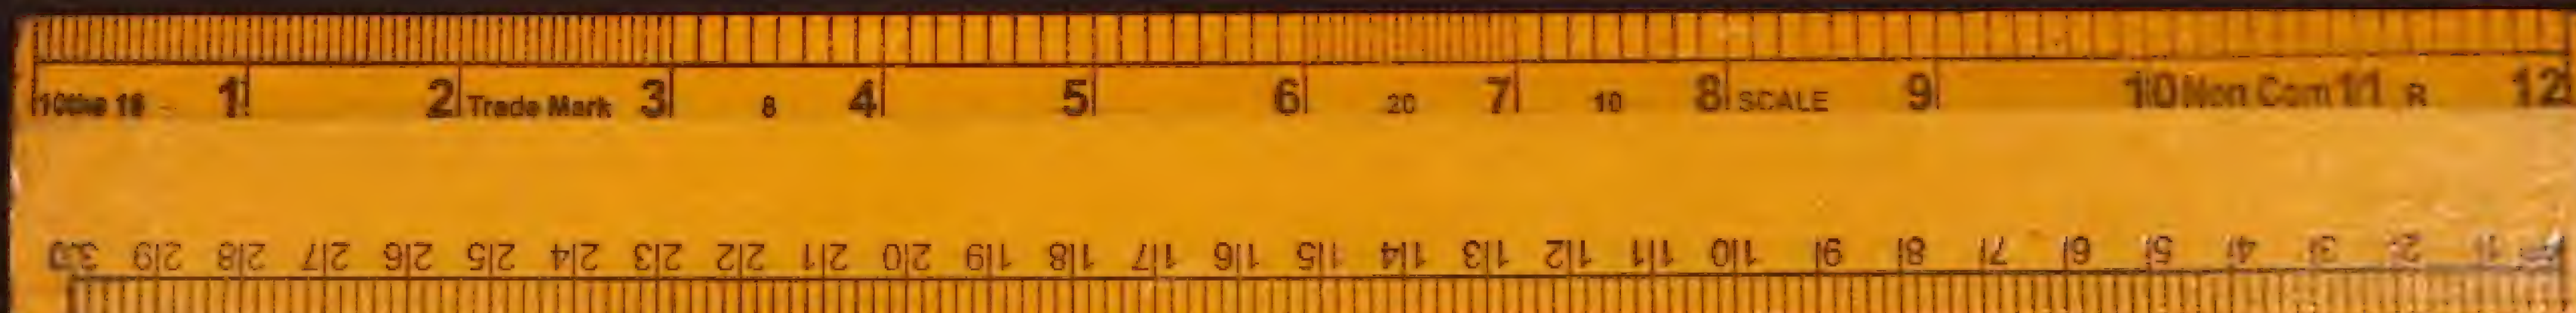 10ths 16 1 2 Trade Mark 3 8 4 5 6 20 7 10 8 SCALE 9 10 Non Com 11 R 12
30 29 28 27 26 25 24 23 22 21 20 19 18 17 16 15 14 13 12 11 10 9 8 7 6 5 4 3 2 1